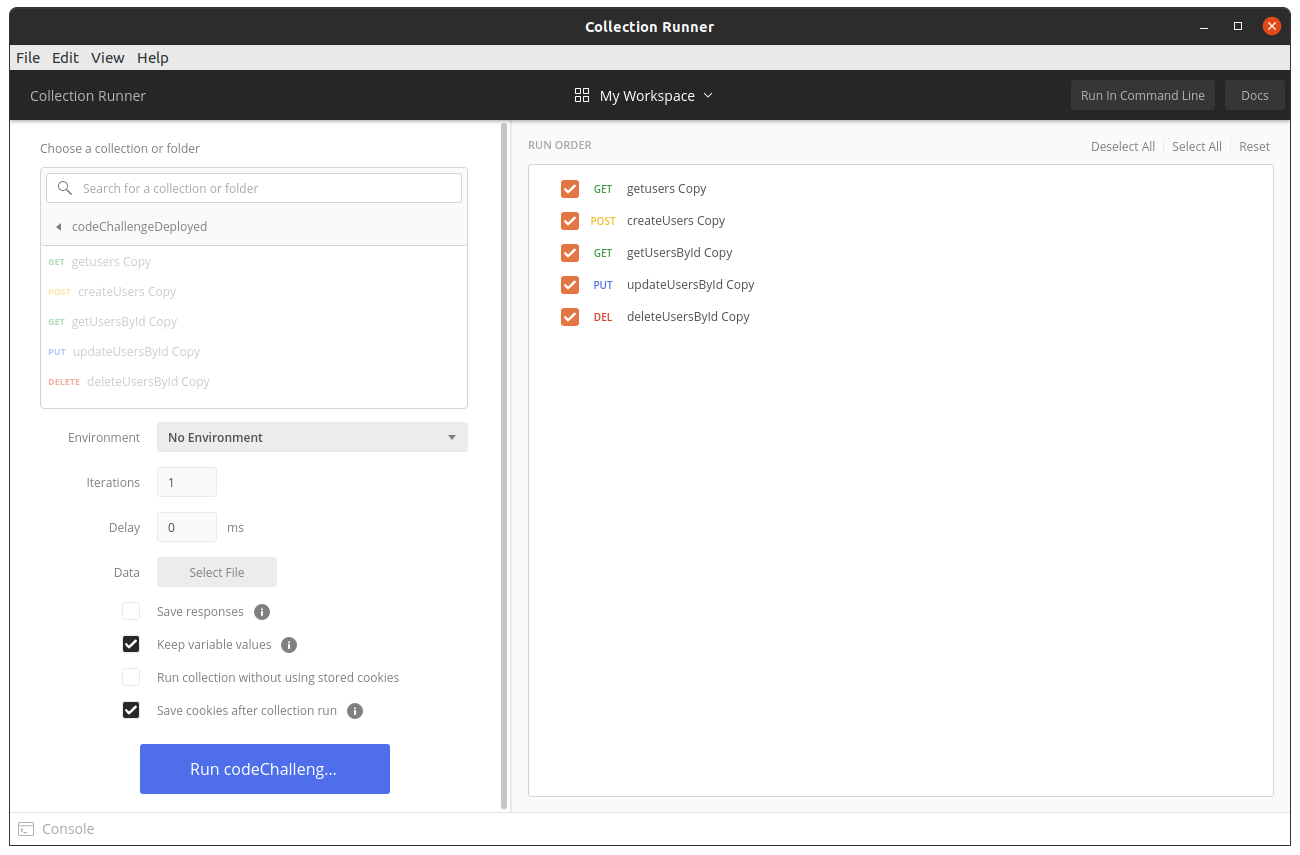 Collection Runner
File Edit View Help
Collection Runner
My Workspace
Run In Command Line
Docs
Choose a collection or folder
Search for a collection or folder
codeChallengeDeployed
GET getusers Copy
POST createUsers Copy
GET getUsersById Copy
PUT updateUsersById Copy
DELETE deleteUsersById Copy
Environment No Environment
Iterations 1
Delay 0 ms
Data Select File
Save responses
Keep variable values
Run collection without using stored cookies
Save cookies after collection run
Run codeChalleng...
RUN ORDER
Deselect All Select All Reset
GET getusers Copy
POST createUsers Copy
GET getUsersById Copy
PUT updateUsersById Copy
DEL deleteUsersById Copy
Console